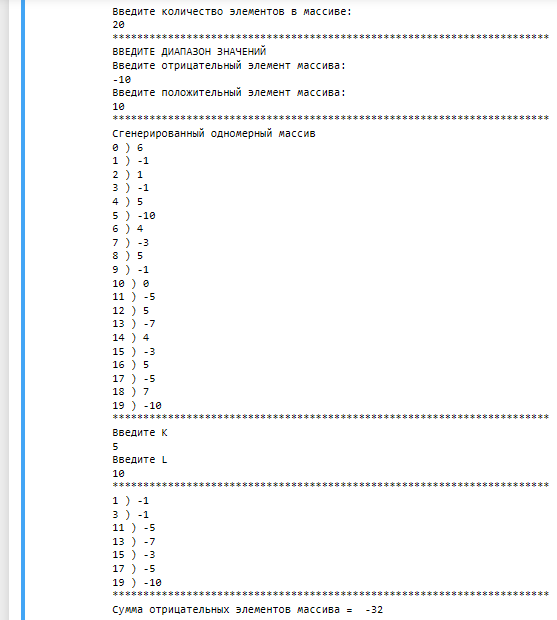 Введите количество элементов в массиве:
20
***********************************************************************
ВВЕДИТЕ ДИАПАЗОН ЗНАЧЕНИЙ
Введите отрицательный элемент массива:
-10
Введите положительный элемент массива:
10
***********************************************************************
Сгенерированный одномерный массив
0 ) 6
1 ) -1
2 ) 1
3 ) -1
4 ) 5
5 ) -10
6 ) 4
7 ) -3
8 ) 5
9 ) -1
10 ) 0
11 ) -5
12 ) 5
13 ) -7
14 ) 4
15 ) -3
16 ) 5
17 ) -5
18 ) 7
19 ) -10
***********************************************************************
Введите K
5
Введите L
10
***********************************************************************
1 ) -1
3 ) -1
11 ) -5
13 ) -7
15 ) -3
17 ) -5
19 ) -10
***********************************************************************
Сумма отрицательных элементов массива =  -32